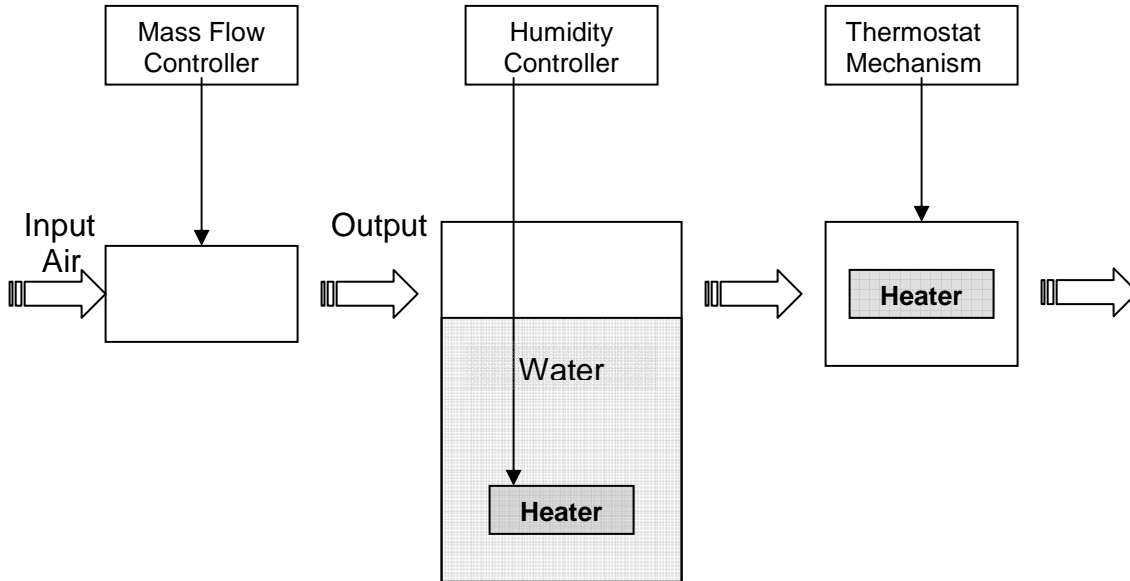 Mass Flow
Controller
Humidity
Controller
Thermostat
Mechanism
Input
Air
Output
Water
Heater
Heater